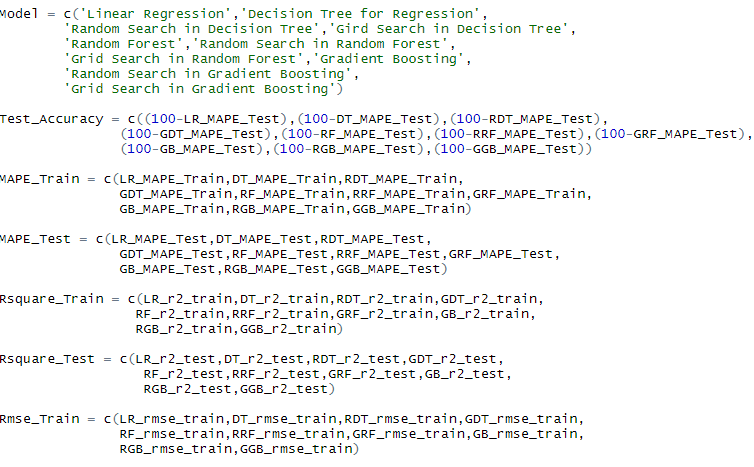 Model = c('Linear Regression','Decision Tree for Regression',
'Random Search in Decision Tree','Gird Search in Decision Tree',
'Random Forest','Random Search in Random Forest',
'Grid Search in Random Forest','Gradient Boosting',
'Random Search in Gradient Boosting',
'Grid Search in Gradient Boosting')
Test_Accuracy = c((100-LR_MAPE_Test),(100-DT_MAPE_Test),(100-RDT_MAPE_Test),
(100-GDT_MAPE_Test),(100-RF_MAPE_Test),(100-RRF_MAPE_Test),(100-GRF_MAPE_Test),
(100-GB_MAPE_Test),(100-RGB_MAPE_Test),(100-GGB_MAPE_Test))
MAPE_Train = c(LR_MAPE_Train,DT_MAPE_Train,RDT_MAPE_Train,
GDT_MAPE_Train,RF_MAPE_Train,RRF_MAPE_Train,GRF_MAPE_Train,
GB_MAPE_Train,RGB_MAPE_Train,GGB_MAPE_Train)
MAPE_Test = c(LR_MAPE_Test,DT_MAPE_Test,RDT_MAPE_Test,
GDT_MAPE_Test,RF_MAPE_Test,RRF_MAPE_Test,GRF_MAPE_Test,
GB_MAPE_Test,RGB_MAPE_Test,GGB_MAPE_Test)
Rsquare_Train = c(LR_r2_train,DT_r2_train,RDT_r2_train,GDT_r2_train,
RF_r2_train,RRF_r2_train,GRF_r2_train,GB_r2_train,
RGB_r2_train,GGB_r2_train)
Rsquare_Test = c(LR_r2_test,DT_r2_test,RDT_r2_test,GDT_r2_test,
RF_r2_test,RRF_r2_test,GRF_r2_test,GB_r2_test,
RGB_r2_test,GGB_r2_test)
Rmse_Train = c(LR_rmse_train,DT_rmse_train,RDT_rmse_train,GDT_rmse_train,
RF_rmse_train,RRF_rmse_train,GRF_rmse_train,GB_rmse_train,
RGB_rmse_train,GGB_rmse_train)